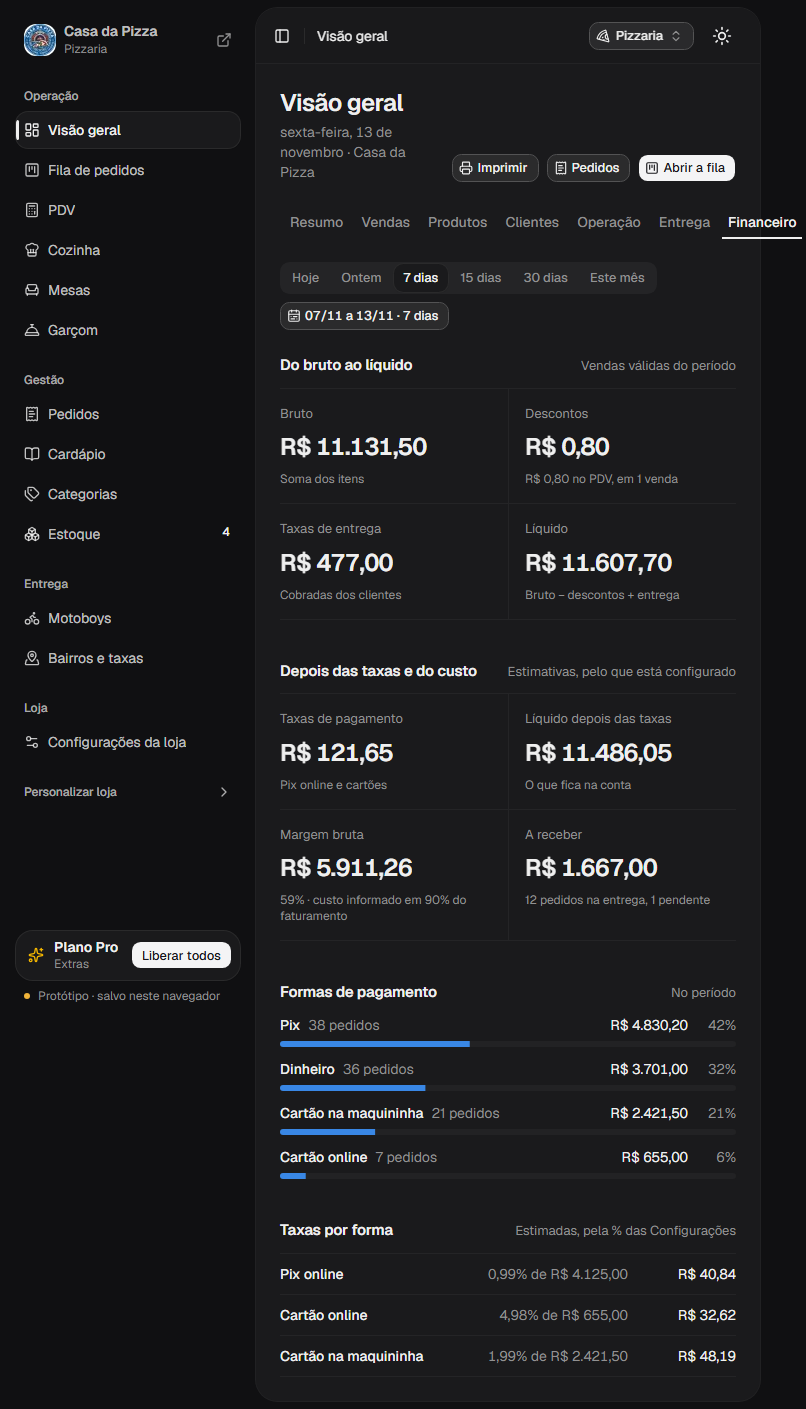 Casa da Pizza
Pizzaria
Operação
Visão geral
Fila de pedidos
PDV
Cozinha
Mesas
Garçom
Gestão
Pedidos
Cardápio
Categorias
Estoque 4
Entrega
Motoboys
Bairros e taxas
Loja
Configurações da loja
Personalizar loja
Plano Pro
Extras
Liberar todos
Protótipo · salvo neste navegador
Visão geral
Pizzaria
Visão geral
sexta-feira, 13 de
novembro · Casa da
Pizza
Imprimir Pedidos Abrir a fila
Resumo Vendas Produtos Clientes Operação Entrega Financeiro
Hoje Ontem 7 dias 15 dias 30 dias Este mês
07/11 a 13/11 · 7 dias
Do bruto ao líquido Vendas válidas do período
Bruto
R$ 11.131,50
Soma dos itens
Descontos
R$ 0,80
R$ 0,80 no PDV, em 1 venda
Taxas de entrega
R$ 477,00
Cobradas dos clientes
Líquido
R$ 11.607,70
Bruto − descontos + entrega
Depois das taxas e do custo Estimativas, pelo que está configurado
Taxas de pagamento
R$ 121,65
Pix online e cartões
Líquido depois das taxas
R$ 11.486,05
O que fica na conta
Margem bruta
R$ 5.911,26
59% · custo informado em 90% do
faturamento
A receber
R$ 1.667,00
12 pedidos na entrega, 1 pendente
Formas de pagamento No período
Pix 38 pedidos R$ 4.830,20 42%
Dinheiro 36 pedidos R$ 3.701,00 32%
Cartão na maquininha 21 pedidos R$ 2.421,50 21%
Cartão online 7 pedidos R$ 655,00 6%
Taxas por forma Estimadas, pela % das Configurações
Pix online 0,99% de R$ 4.125,00 R$ 40,84
Cartão online 4,98% de R$ 655,00 R$ 32,62
Cartão na maquininha 1,99% de R$ 2.421,50 R$ 48,19